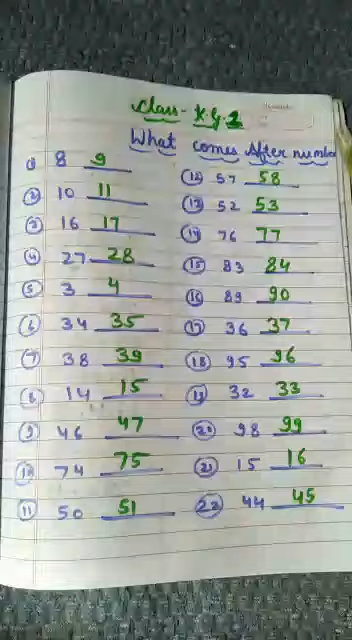 Class - K.G.1
What comes After number
① 8 9
② 10 11
③ 16 17
④ 27 28
⑤ 3 4
⑥ 34 35
⑦ 38 39
⑧ 14 15
⑨ 46 47
⑩ 74 75
⑪ 50 51
⑫ 57 58
⑬ 52 53
⑭ 76 77
⑮ 83 84
⑯ 89 90
⑰ 36 37
⑱ 95 96
⑲ 32 33
⑳ 98 99
㉑ 15 16
㉒ 44 45